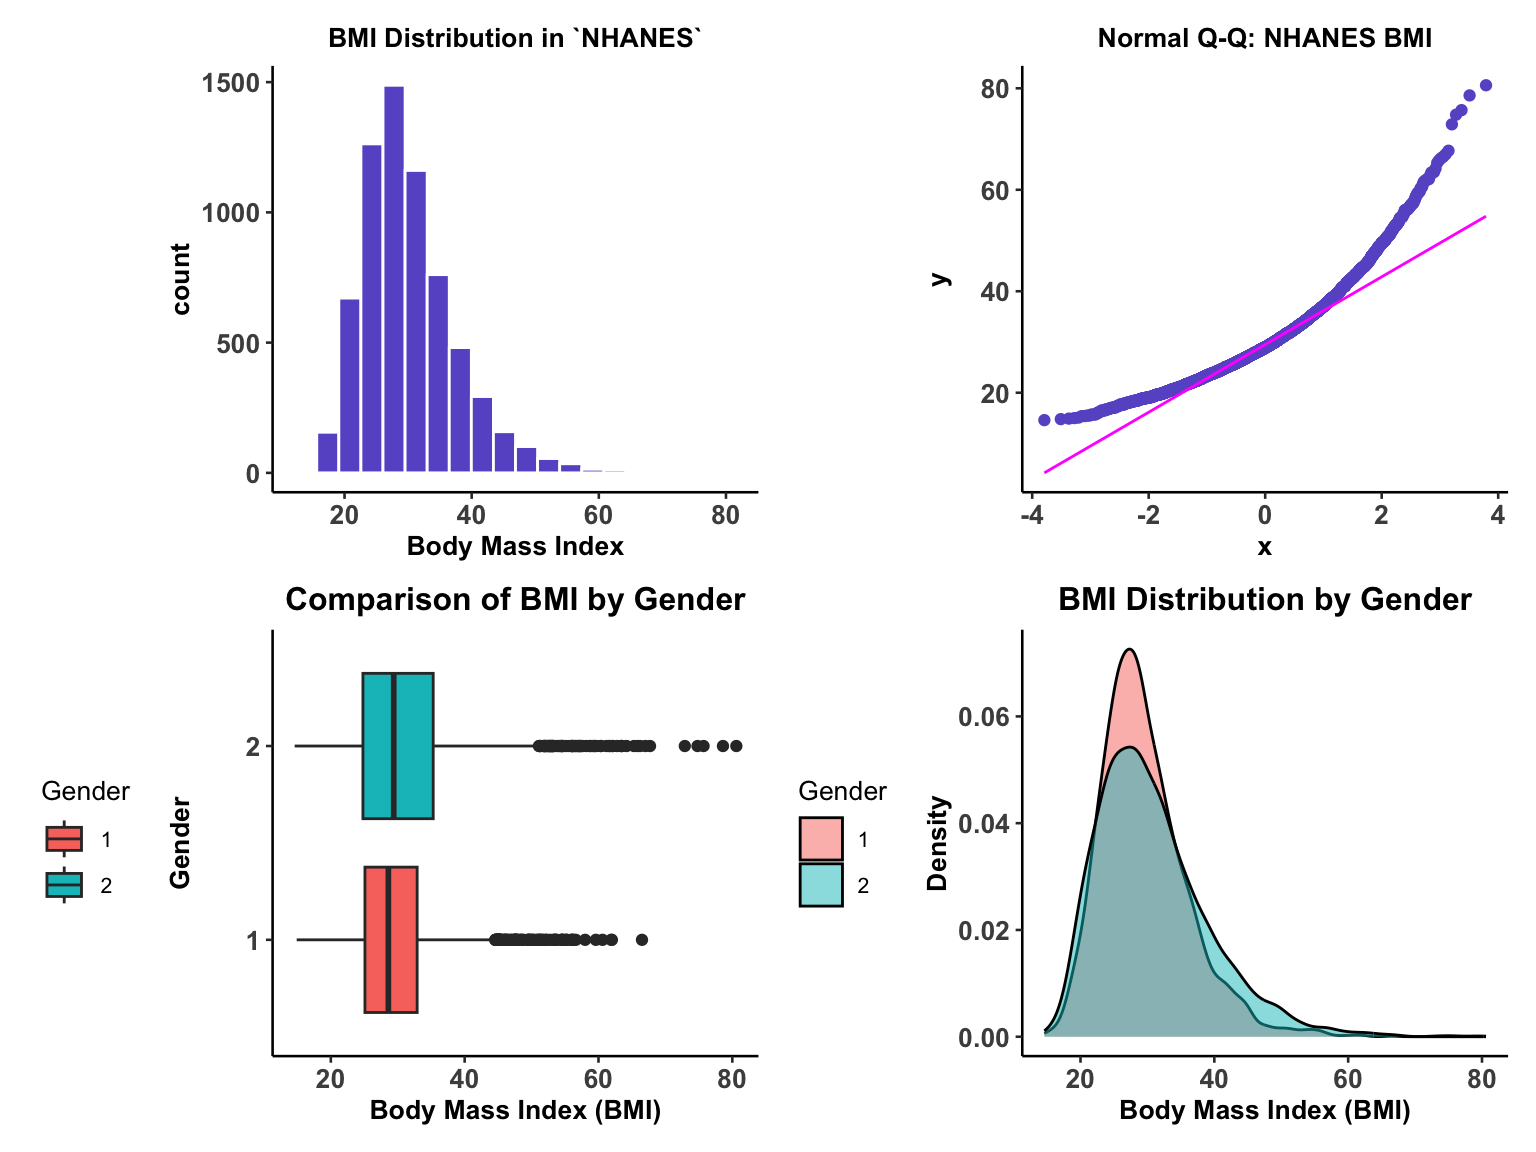 BMI Distribution in `NHANES`
1500
1000
500
0
count
20 40 60 80
Body Mass Index
Normal Q-Q: NHANES BMI
80
60
40
20
y
-4 -2 0 2 4
x
Comparison of BMI by Gender
Gender
1
2
Gender
2
1
20 40 60 80
Body Mass Index (BMI)
BMI Distribution by Gender
Gender
1
2
Density
0.06
0.04
0.02
0.00
20 40 60 80
Body Mass Index (BMI)